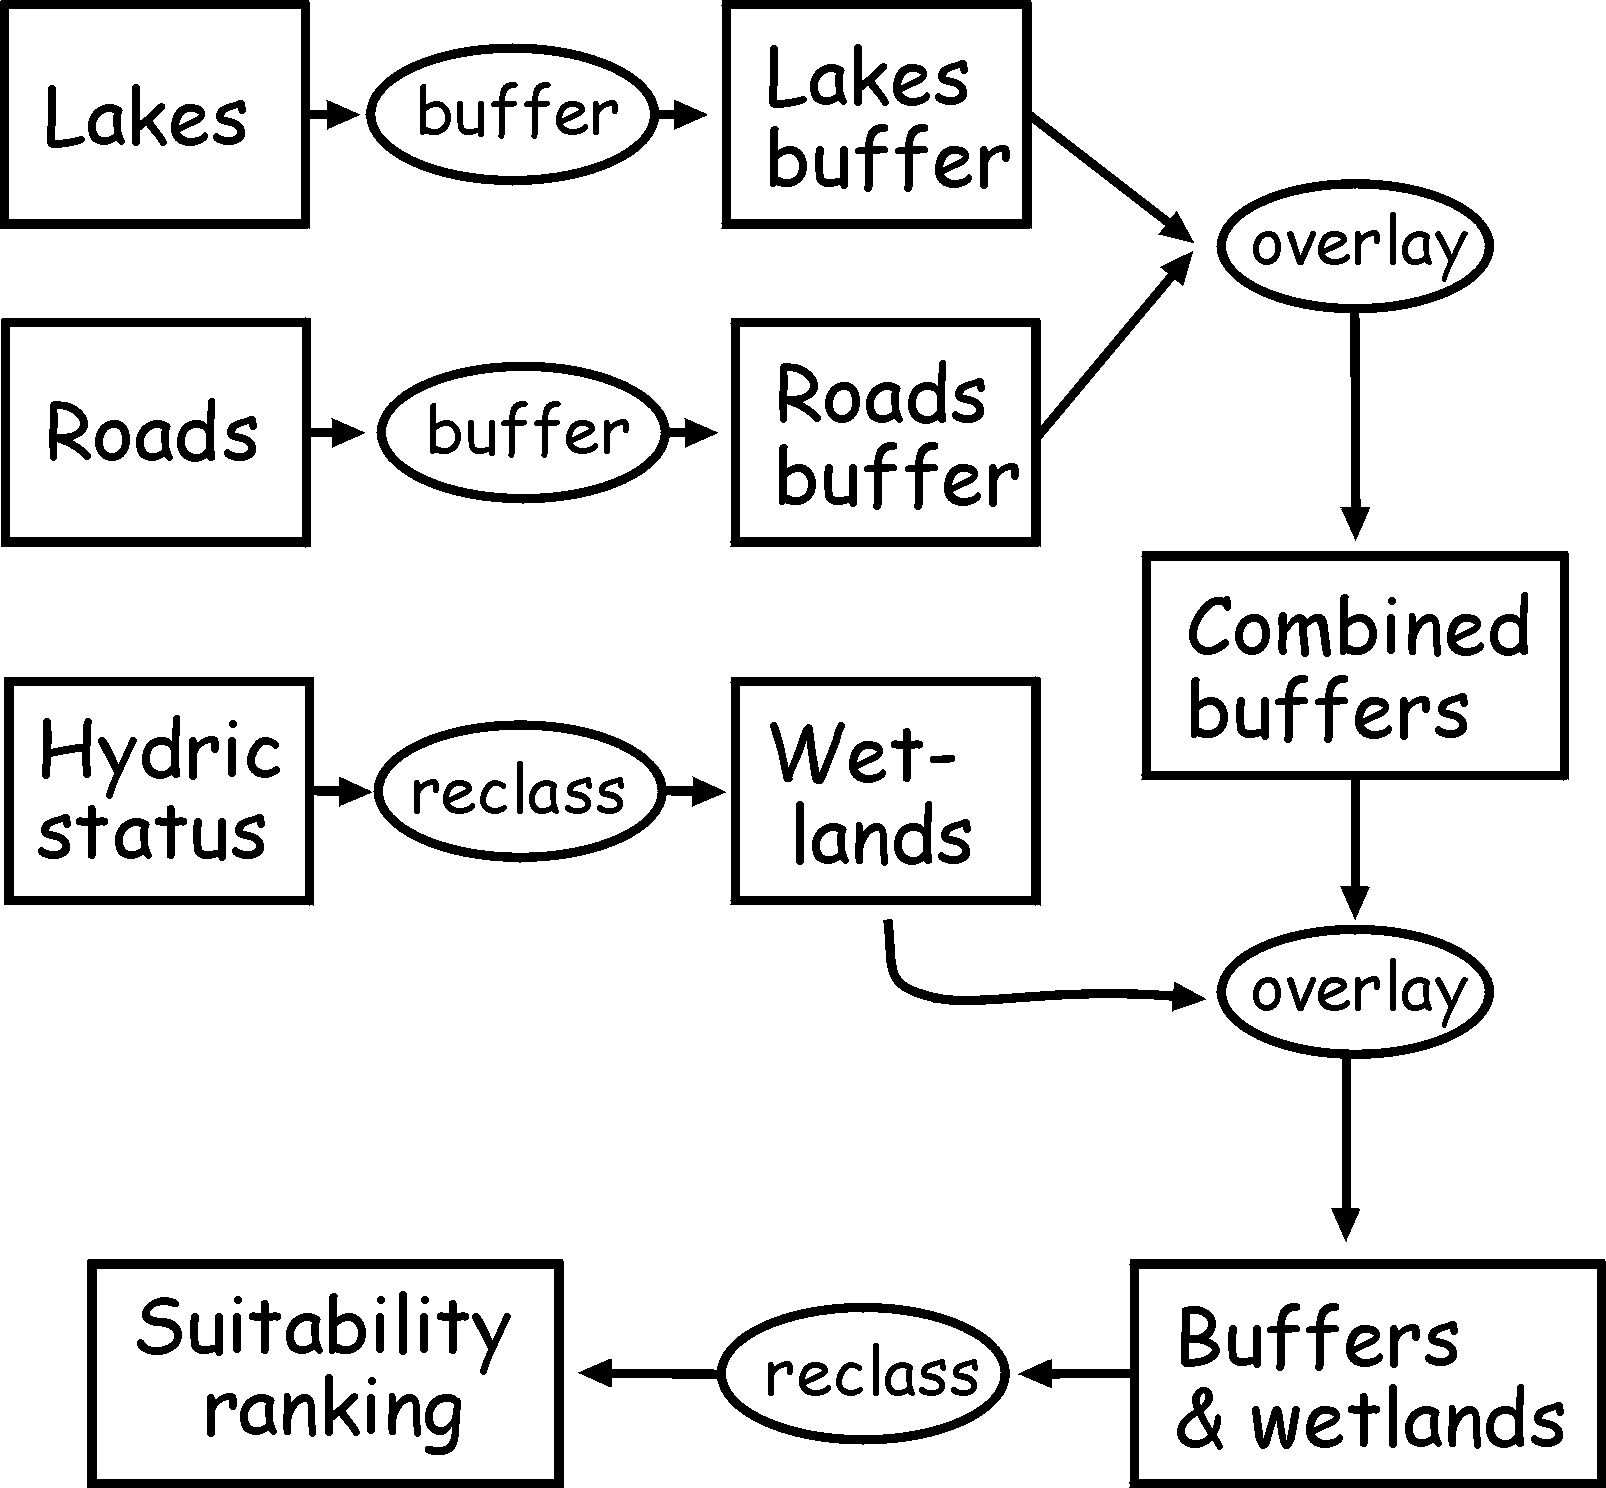 Lakes
buffer
Lakes
buffer
overlay
Roads
buffer
Roads
buffer
Combined
buffers
Hydric
status
reclass
Wet-
lands
overlay
Suitability
ranking
reclass
Buffers
& wetlands